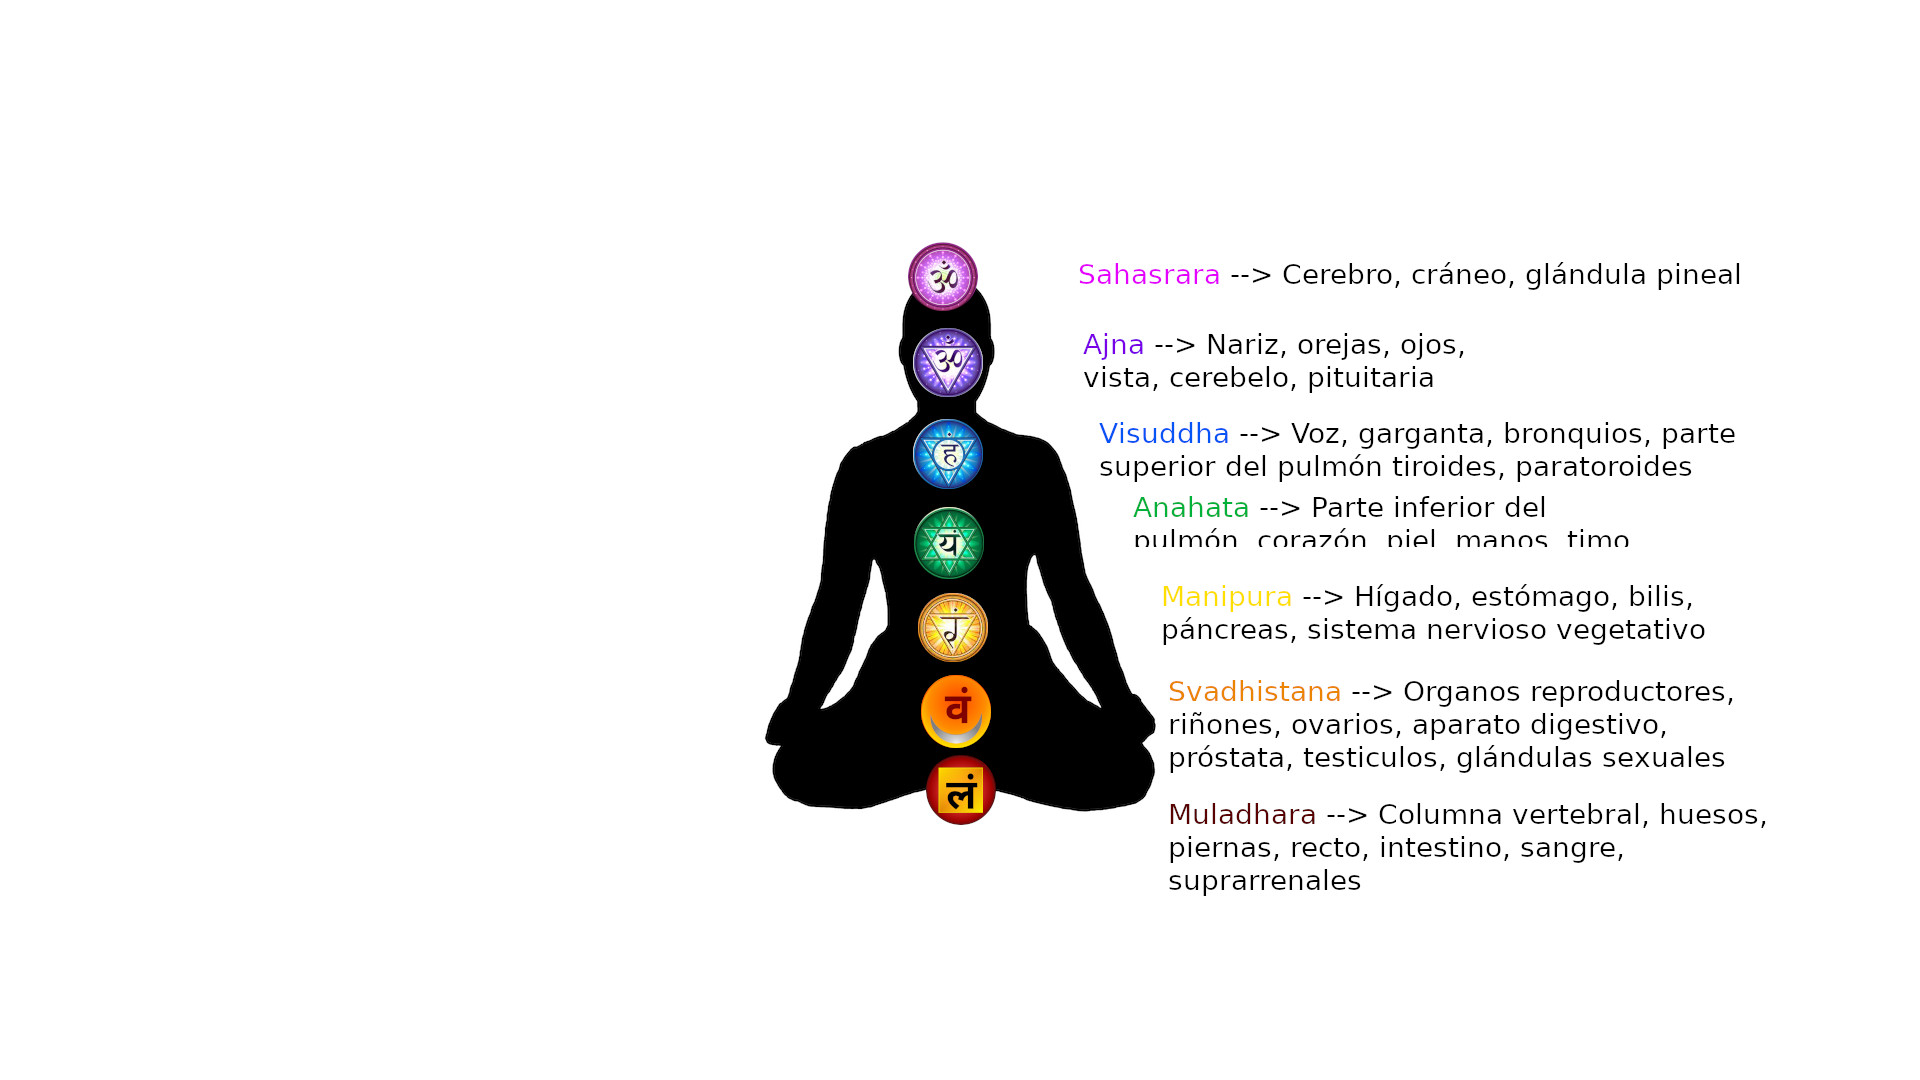 ॐ
Sahasrara --> Cerebro, cráneo, glándula pineal
ॐ
Ajna --> Nariz, orejas, ojos,
vista, cerebelo, pituitaria
हं
Visuddha --> Voz, garganta, bronquios, parte
superior del pulmón tiroides, paratoroides
यं
Anahata --> Parte inferior del
pulmón, corazón, piel, manos, timo
रं
Manipura --> Hígado, estómago, bilis,
páncreas, sistema nervioso vegetativo
वं
Svadhistana --> Organos reproductores,
riñones, ovarios, aparato digestivo,
próstata, testiculos, glándulas sexuales
लं
Muladhara --> Columna vertebral, huesos,
piernas, recto, intestino, sangre,
suprarrenales